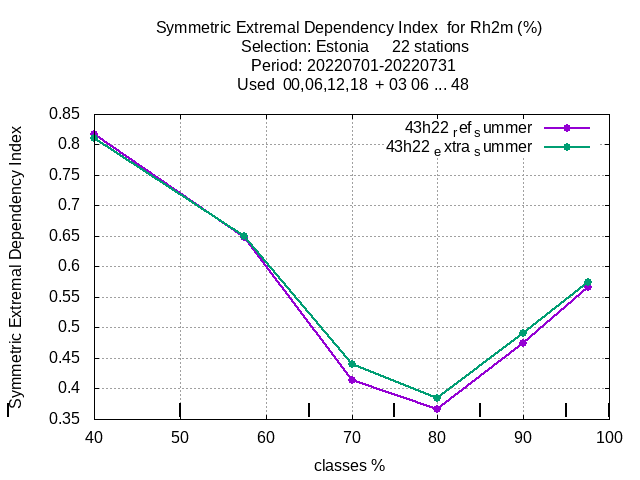 Symmetric Extremal Dependency Index  for Rh2m (%)
Selection: Estonia     22 stations
Period: 20220701-20220731
Used  00,06,12,18  + 03 06 ... 48
43h22 ref summer
43h22 extra summer
Symmetric Extremal Dependency Index
0.85
0.8
0.75
0.7
0.65
0.6
0.55
0.5
0.45
0.4
0.35
40 50 60 70 80 90 100
classes %